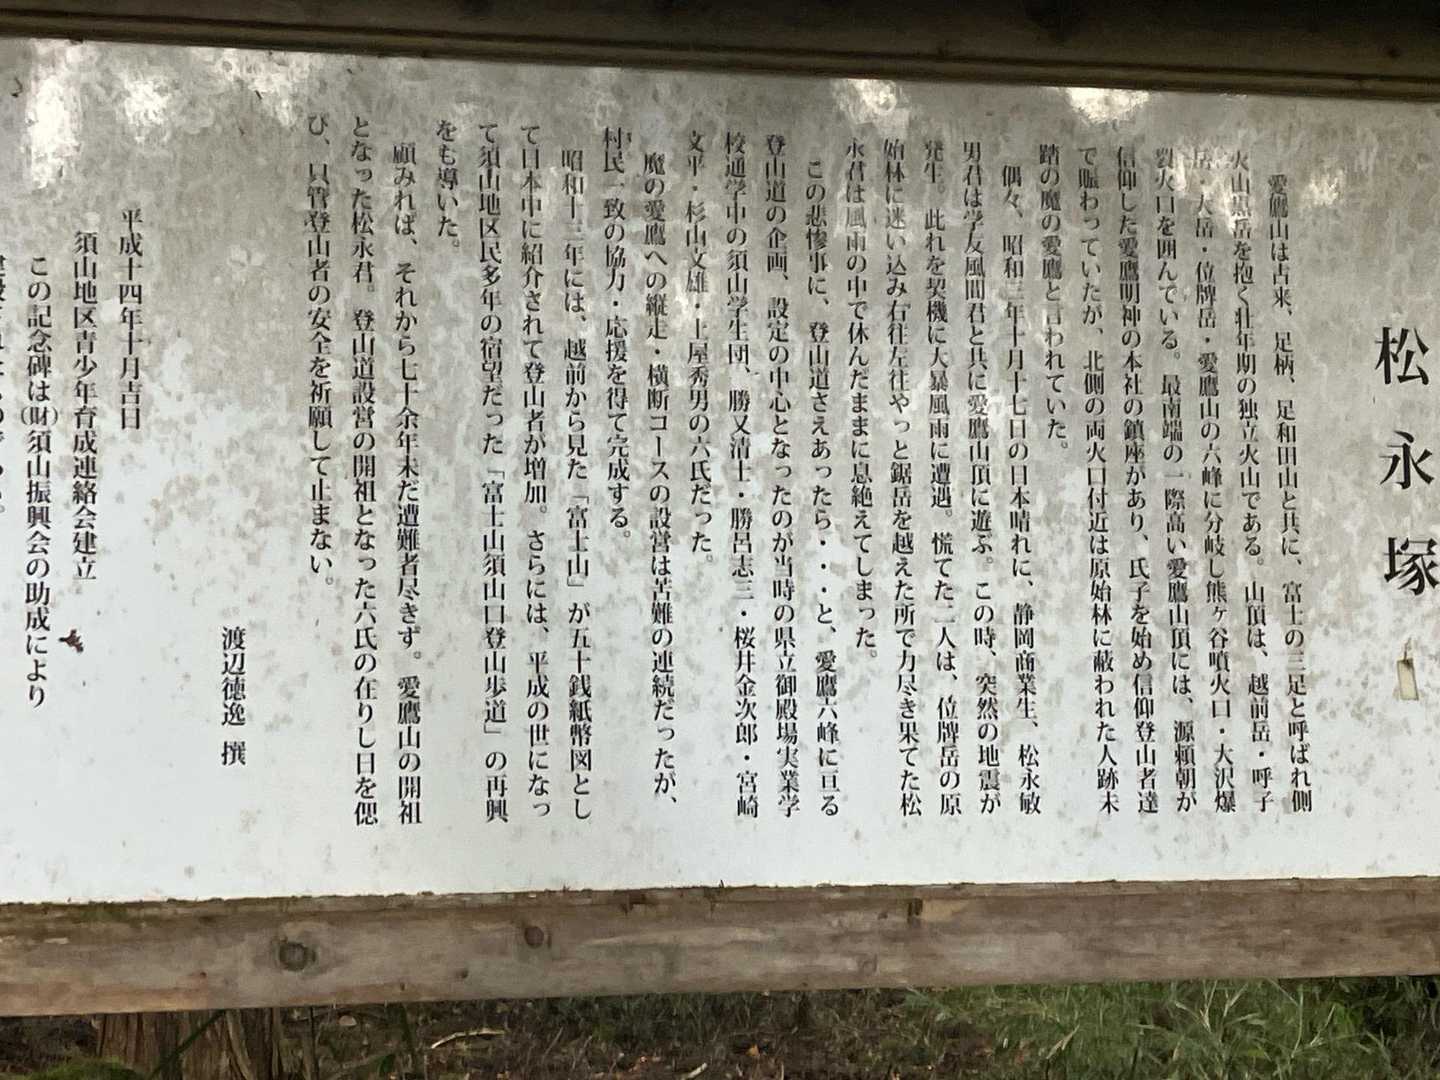 松永塚
愛鷹山は古来、足柄、足和田山と共に、富士の三足と呼ばれ側
火山黒岳を抱く壮年期の独立火山である。山頂は、越前岳・呼子
岳・大岳・位牌岳・愛鷹山の六峰に分岐し熊ヶ谷噴火口・大沢爆
裂火口を囲んでいる。最南端の一際高い愛鷹山頂には、源頼朝が
信仰した愛鷹明神の本社の鎮座があり、氏子を始め信仰登山者達
で賑わっていたが、北側の両火口付近は原始林に蔽われた人跡未
踏の魔の愛鷹と言われていた。
偶々、昭和三年十月十七日の日本晴れに、静岡商業生、松永敏
男君は学友風間君と共に愛鷹山頂に遊ぶ。この時、突然の地震が
発生。此れを契機に大暴風雨に遭遇。慌てた二人は、位牌岳の原
始林に迷い込み右往左往やっと鋸岳を越えた所で力尽き果てた松
永君は風雨の中で休んだままに息絶えてしまった。
この悲惨事に、登山道さえあったら・・・と、愛鷹六峰に亘る
登山道の企画、設定の中心となったのが当時の県立御殿場実業学
校通学中の須山学生団、勝又清士・勝呂志三・桜井金次郎・宮崎
文平・杉山文雄・土屋秀男の六氏だった。
魔の愛鷹への縦走・横断コースの設営は苦難の連続だったが、
村民一致の協力・応援を得て完成する。
昭和十三年には、越前から見た「富士山」が五十銭紙幣図とし
て日本中に紹介されて登山者が増加。さらには、平成の世になっ
て須山地区民多年の宿望だった「富士山須山口登山歩道」の再興
をも導いた。
顧みれば、それから七十余年未だ遭難者尽きず。愛鷹山の開祖
となった松永君。登山道設営の開祖となった六氏の在りし日を偲
び、只管登山者の安全を祈願して止まない。
渡辺徳逸 撰
平成十四年十月吉日
須山地区青少年育成連絡会建立
この記念碑は(財)須山振興会の助成により